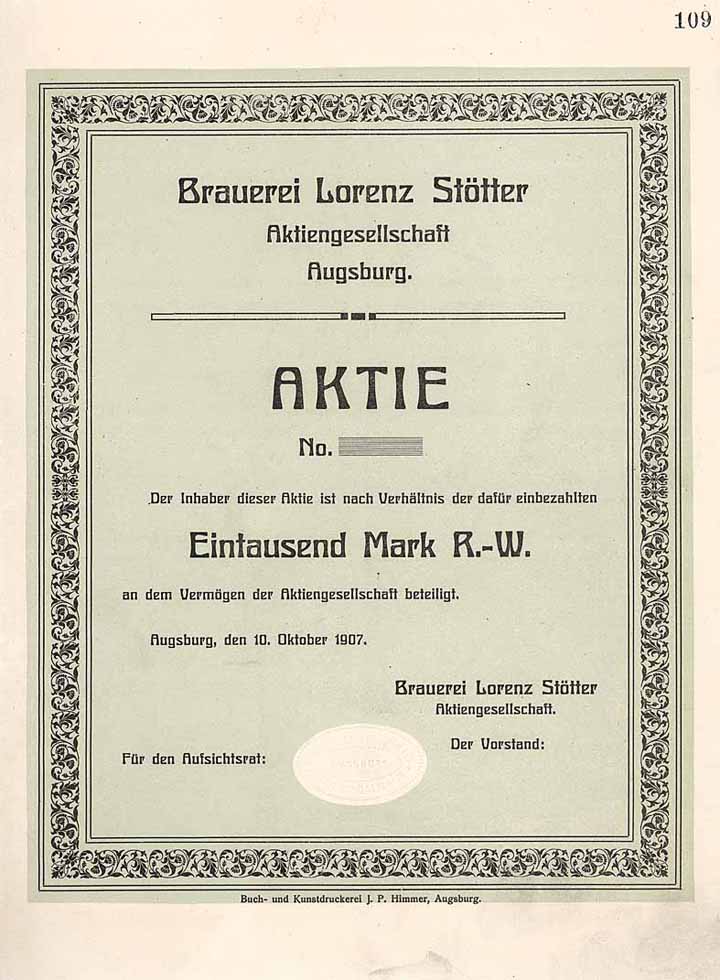 109
Brauerei Lorenz Stötter
Aktiengesellschaft
Augsburg.
AKTIE
No.
Der Inhaber dieser Aktie ist nach Verhältnis der dafür einbezahlten
Eintausend Mark R.-W.
an dem Vermögen der Aktiengesellschaft beteiligt.
Augsburg, den 10. Oktober 1907.
Brauerei Lorenz Stötter
Aktiengesellschaft.
Der Vorstand:
Für den Aufsichtsrat:
Buch- und Kunstdruckerei J. P. Himmer, Augsburg.